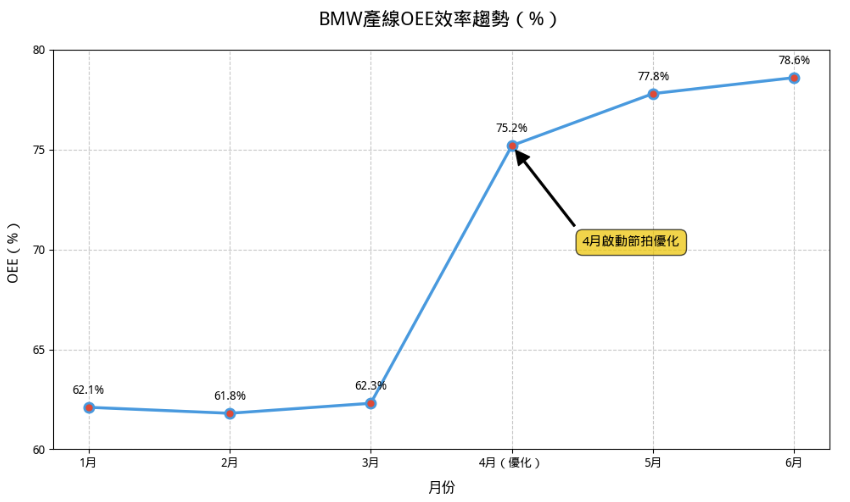 BMW產線OEE效率趨勢（%）
80
78.6%
77.8%
75.2%
75
4月啟動節拍優化
70
OEE（%）
65
62.1%
61.8%
62.3%
60
1月
2月
3月
4月（優化）
5月
6月
月份